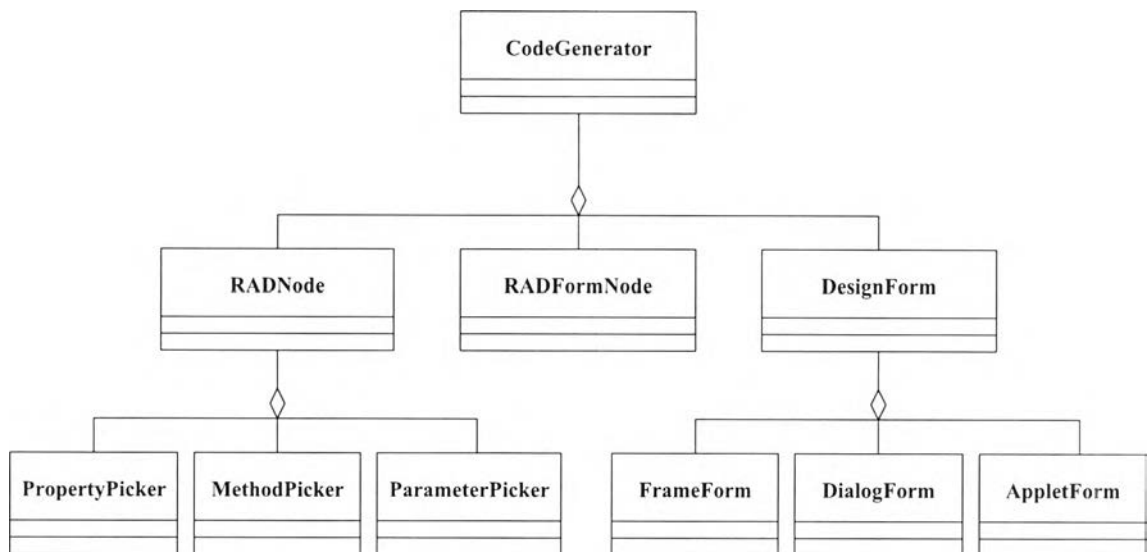 CodeGenerator
RADNode
RADFormNode
DesignForm
PropertyPicker
MethodPicker
ParameterPicker
FrameForm
DialogForm
AppletForm